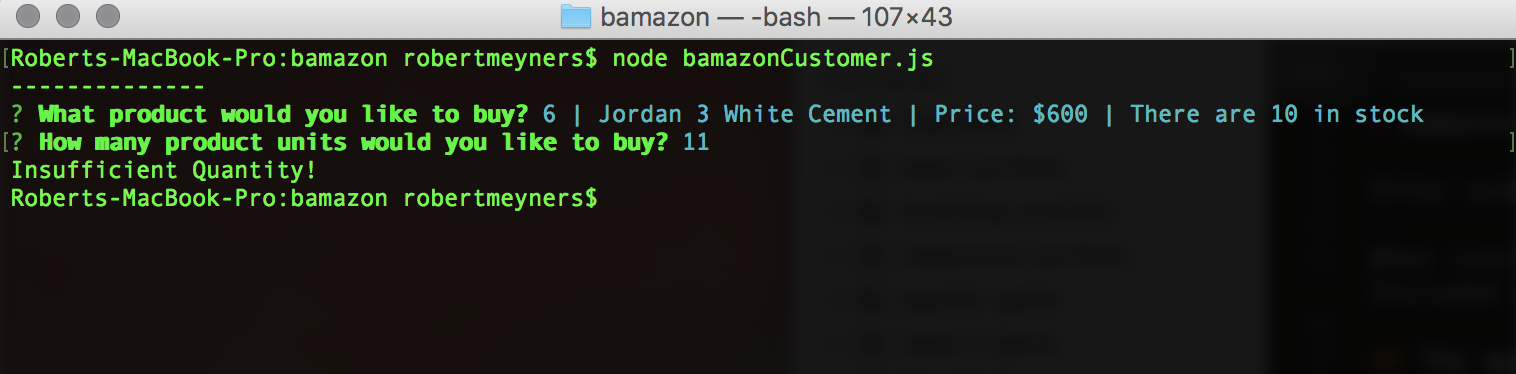 bamazon — -bash — 107×43
[Roberts-MacBook-Pro:bamazon robertmeyners$ node bamazonCustomer.js ]
--------------
? What product would you like to buy? 6 | Jordan 3 White Cement | Price: $600 | There are 10 in stock
[? How many product units would you like to buy? 11 ]
Insufficient Quantity!
Roberts-MacBook-Pro:bamazon robertmeyners$